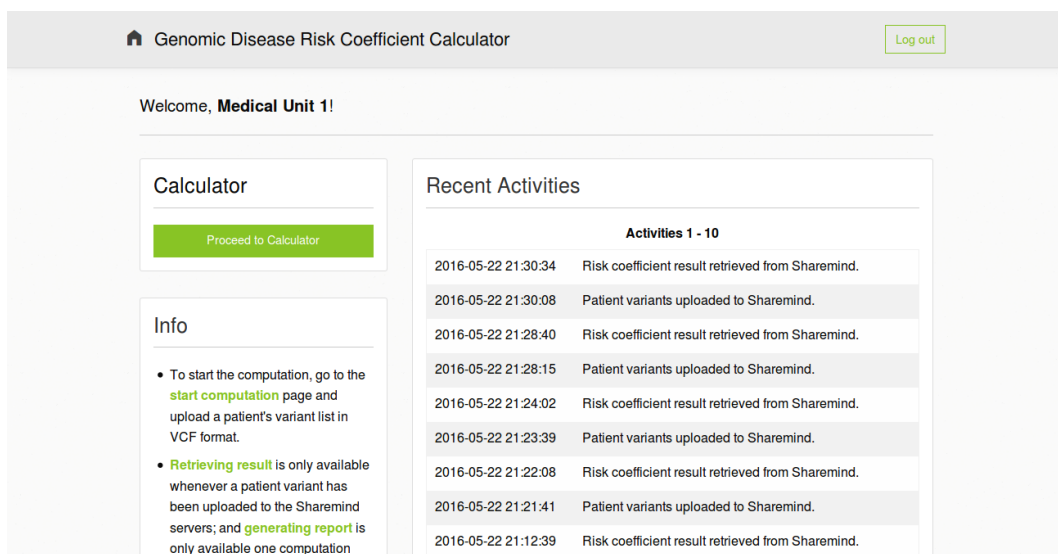 Genomic Disease Risk Coefficient Calculator
Log out
Welcome, Medical Unit 1!
Calculator
Proceed to Calculator
Info
• To start the computation, go to the
start computation page and
upload a patient's variant list in
VCF format.
• Retrieving result is only available
whenever a patient variant has
been uploaded to the Sharemind
servers; and generating report is
only available one computation
Recent Activities
Activities 1 - 10
2016-05-22 21:30:34 Risk coefficient result retrieved from Sharemind.
2016-05-22 21:30:08 Patient variants uploaded to Sharemind.
2016-05-22 21:28:40 Risk coefficient result retrieved from Sharemind.
2016-05-22 21:28:15 Patient variants uploaded to Sharemind.
2016-05-22 21:24:02 Risk coefficient result retrieved from Sharemind.
2016-05-22 21:23:39 Patient variants uploaded to Sharemind.
2016-05-22 21:22:08 Risk coefficient result retrieved from Sharemind.
2016-05-22 21:21:41 Patient variants uploaded to Sharemind.
2016-05-22 21:12:39 Risk coefficient result retrieved from Sharemind.